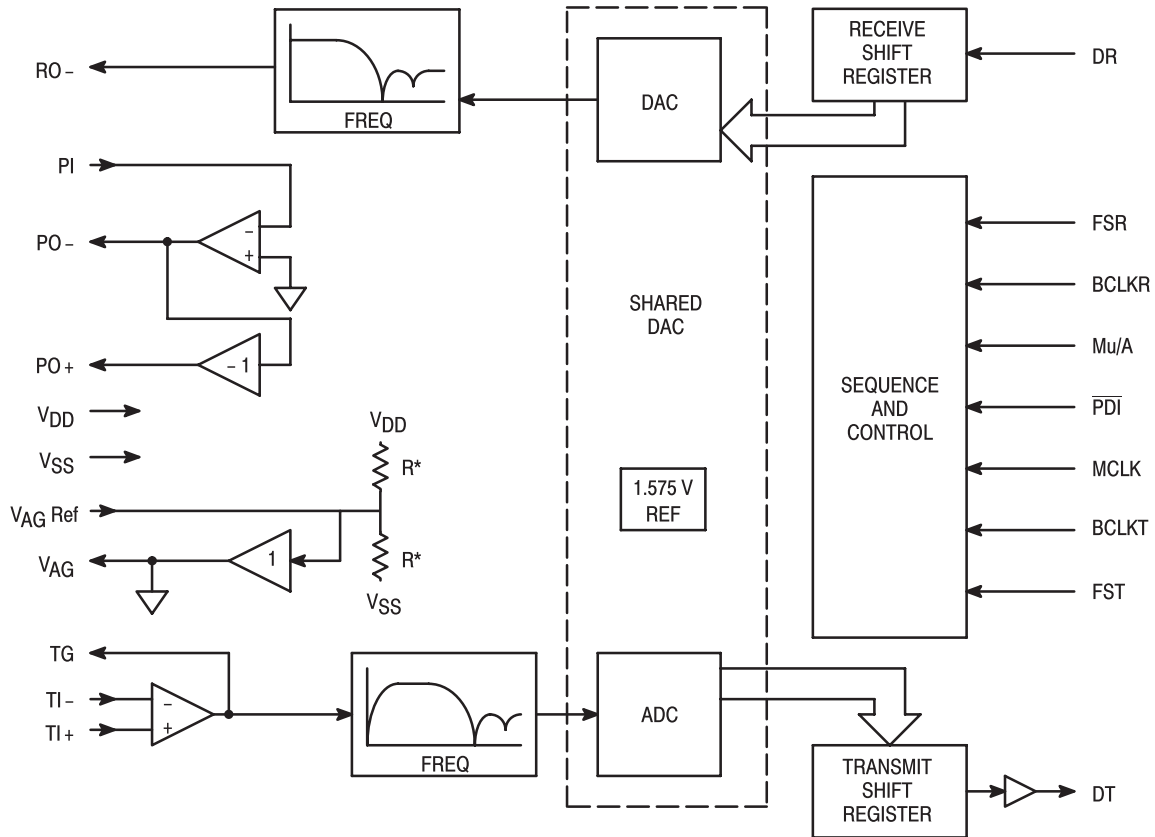 RO –
FREQ
DAC
RECEIVE
SHIFT
REGISTER
DR
PI
PO –
–
+
PO +
– 1
SHARED
DAC
SEQUENCE
AND
CONTROL
FSR
BCLKR
Mu/A
PDI
MCLK
BCLKT
FST
VDD
VSS
VAG Ref
VAG
1
VDD
R*
R*
VSS
1.575 V
REF
TG
TI –
TI +
–
+
FREQ
ADC
TRANSMIT
SHIFT
REGISTER
DT